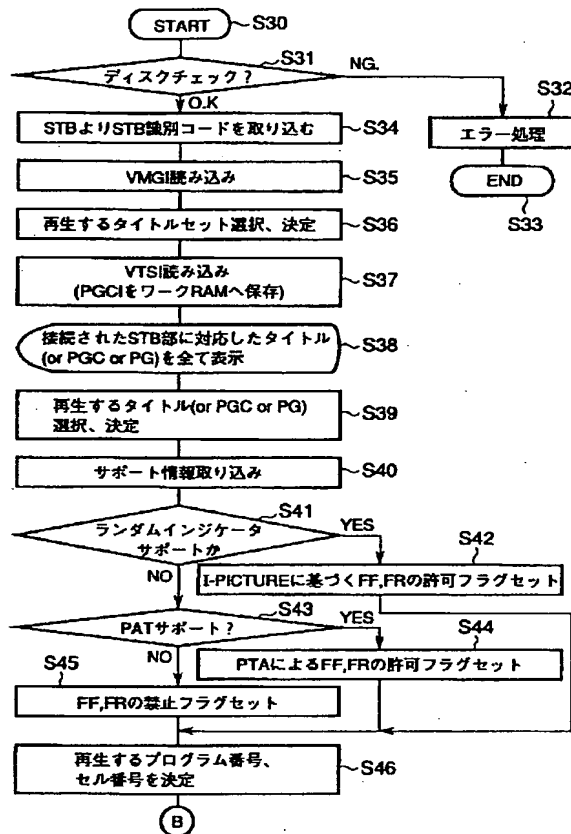 START
S30
S31
ディスクチェック?
NG.
O.K
S32
エラー処理
END
S33
STBよりSTB識別コードを取り込む
S34
VMGI読み込み
S35
再生するタイトルセット選択、決定
S36
VTSI読み込み
(PGCIをワークRAMへ保存)
S37
接続されたSTB部に対応したタイトル
(or PGC or PG)を全て表示
S38
再生するタイトル(or PGC or PG)
選択、決定
S39
サポート情報取り込み
S40
S41
ランダムインジケータ
サポートか
YES
NO
S42
I-PICTUREに基づくFF,FRの許可フラグセット
S43
PATサポート?
YES
NO
S44
PTAによるFF,FRの許可フラグセット
S45
FF,FRの禁止フラグセット
再生するプログラム番号、
セル番号を決定
S46
B